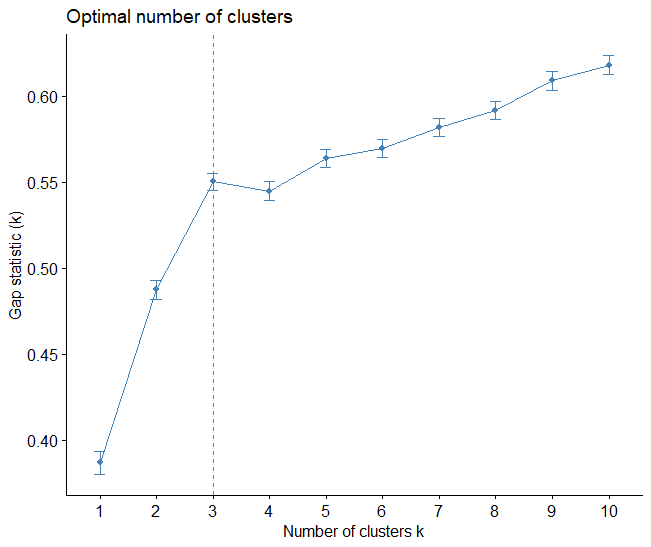 Optimal number of clusters
Gap statistic (k)
0.60
0.55
0.50
0.45
0.40
1 2 3 4 5 6 7 8 9 10
Number of clusters k